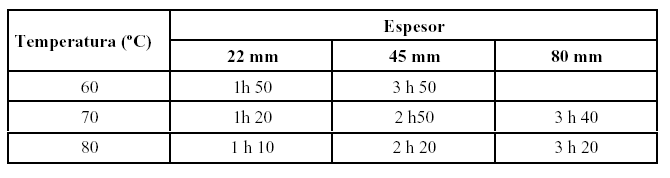 Temperatura (ºC) Espesor
22 mm 45 mm 80 mm
60 1h 50 3 h 50
70 1h 20 2 h50 3 h 40
80 1 h 10 2 h 20 3 h 20